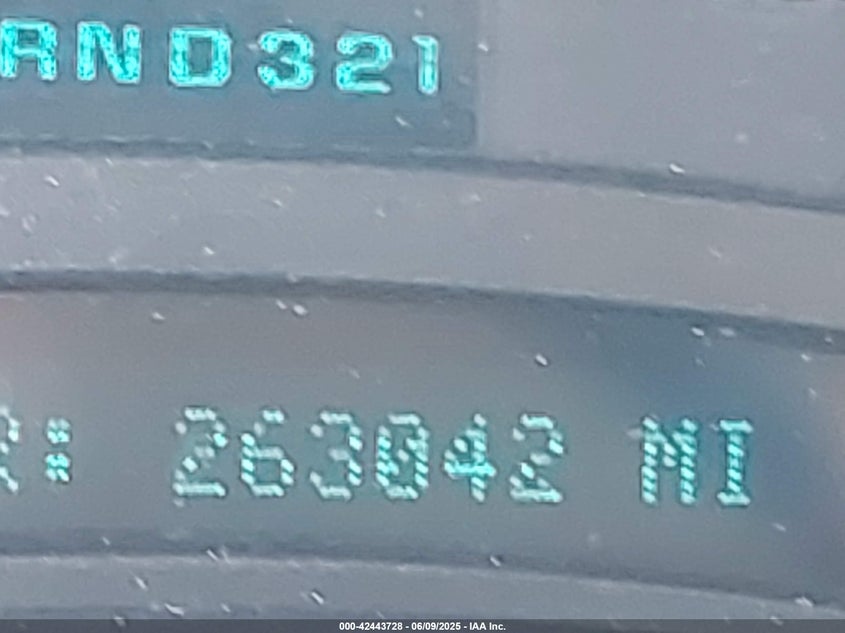 RND321
R: 263042 MI
000-42443728 - 06/09/2025 - IAA Inc.